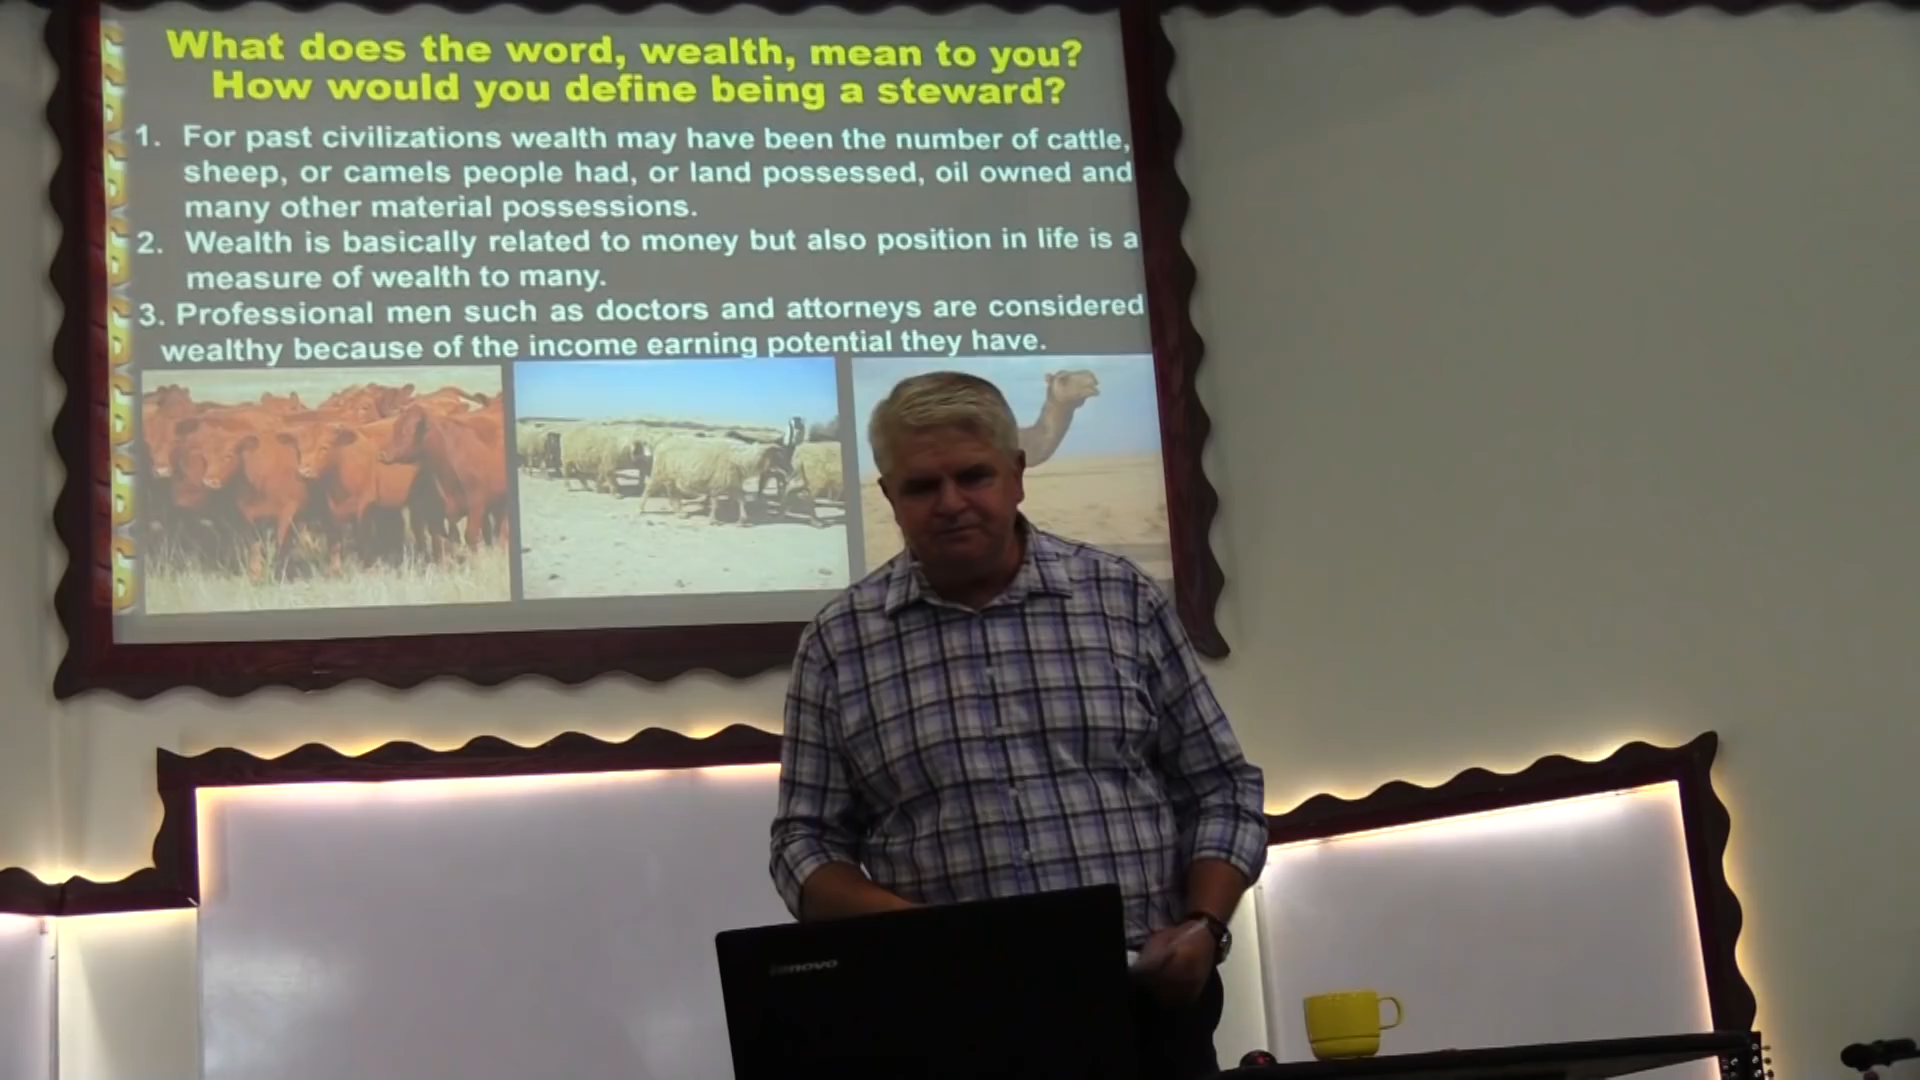 What does the word, wealth, mean to you?
How would you define being a steward?
1. For past civilizations wealth may have been the number of cattle,
sheep, or camels people had, or land possessed, oil owned and
many other material possessions.
2. Wealth is basically related to money but also position in life is a
measure of wealth to many.
3. Professional men such as doctors and attorneys are considered
wealthy because of the income earning potential they have.
lenovo